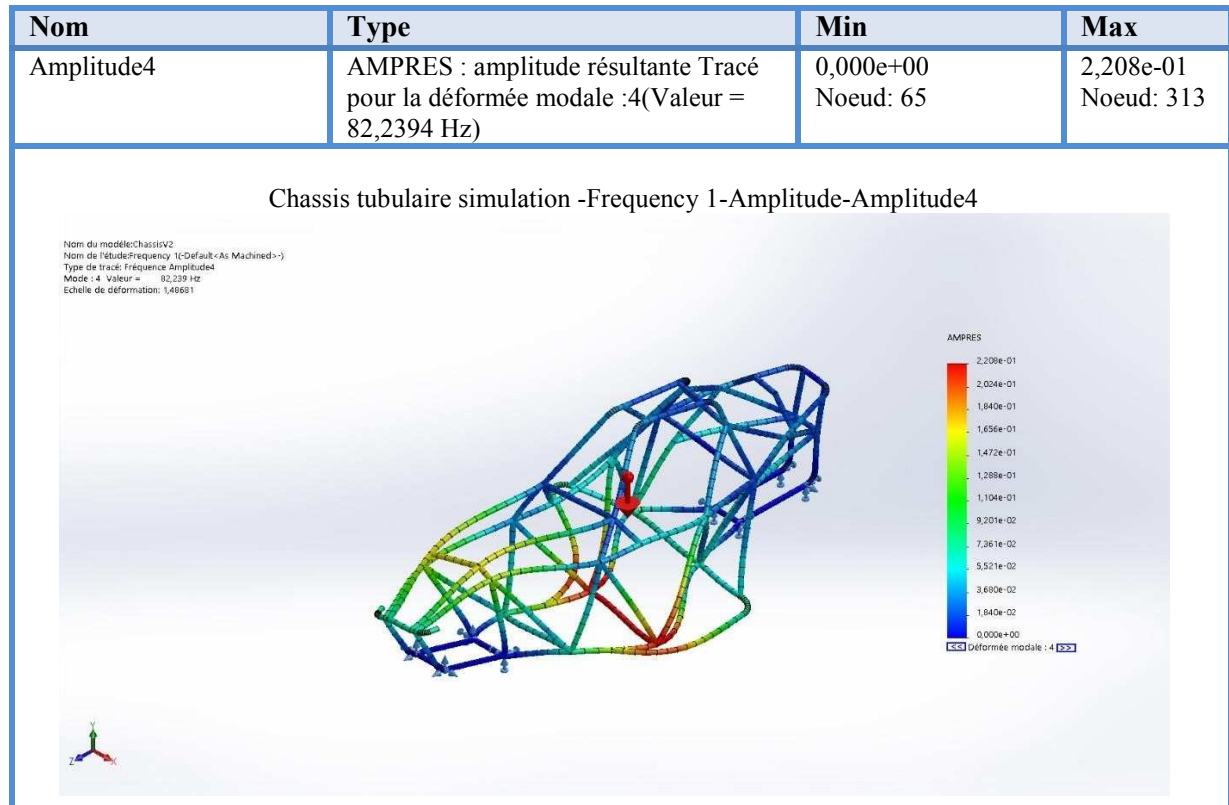 Nom Type Min Max
Amplitude4 AMPRES : amplitude résultante Tracé 0,000e+00 2,208e-01
pour la déformée modale :4(Valeur = Noeud: 65 Noeud: 313
82,2394 Hz)
Chassis tubulaire simulation -Frequency 1-Amplitude-Amplitude4
Nom du modèle:ChassisV2
Nom de l'étude:Frequency 1(-Default<As Machined>-)
Type de tracé: Fréquence Amplitude4
Mode : 4 Valeur = 82,239 Hz
Echelle de déformation: 1,48681
AMPRES
2,208e-01
2,024e-01
1,840e-01
1,656e-01
1,472e-01
1,288e-01
1,104e-01
9,201e-02
7,361e-02
5,521e-02
3,680e-02
1,840e-02
0,000e+00
<< Déformée modale : 4 >>
Y
Z X